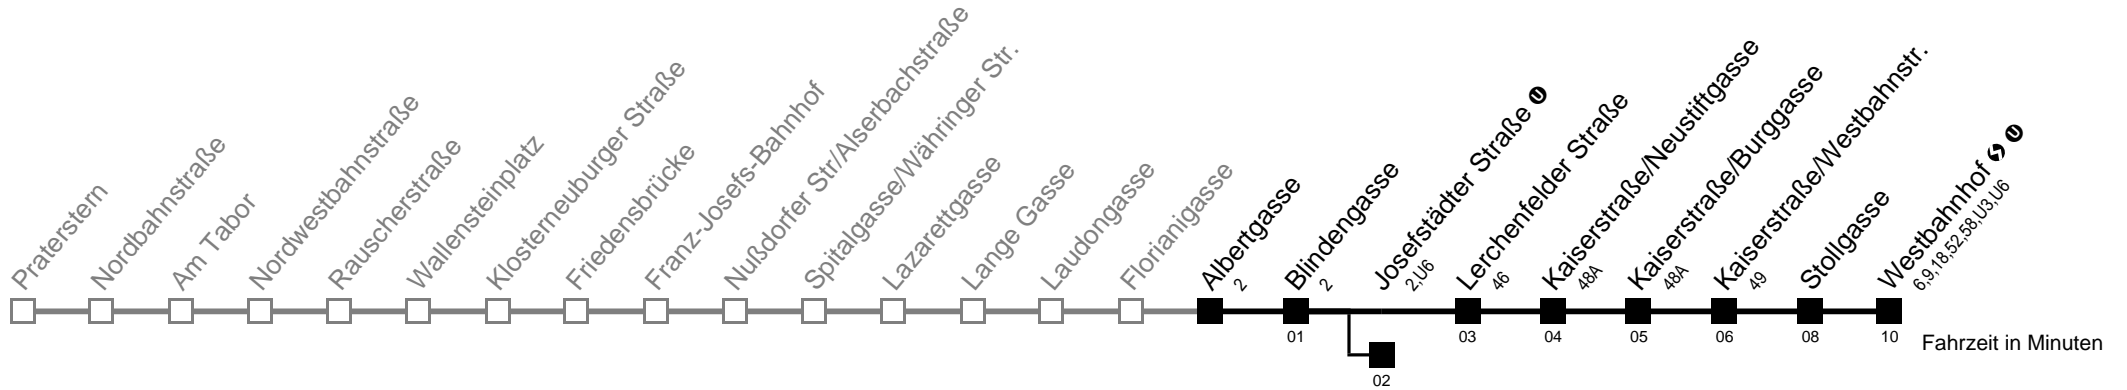 Praterstern
Nordbahnstraße
Am Tabor
Nordwestbahnstraße
Rauscherstraße
Wallensteinplatz
Klosterneuburger Straße
Friedensbrücke
Franz-Josefs-Bahnhof
Nußdorfer Str/Alserbachstraße
Spitalgasse/Währinger Str.
Lazarettgasse
Lange Gasse
Laudongasse
Florianigasse
Albertgasse
2
Blindengasse
2
Josefstädter Straße U
2,U6
Lerchenfelder Straße
46
Kaiserstraße/Neustiftgasse
48A
Kaiserstraße/Burggasse
48A
Kaiserstraße/Westbahnstr.
49
Stollgasse
Westbahnhof S U
6,9,18,52,58,U3,U6
01
03
04
05
06
08
10
Fahrzeit in Minuten
02